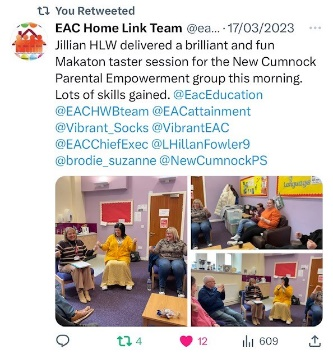 You Retweeted
EAC Home Link Team @ea... · 17/03/2023 ...
Jillian HLW delivered a brilliant and fun
Makaton taster session for the New Cumnock
Parental Empowerment group this morning.
Lots of skills gained. @EacEducation
@EACHWBteam @EACattainment
@Vibrant_Socks @VibrantEAC
@EACChiefExec @LHillanFowler9
@brodie_suzanne @NewCumnockPS
Language
4
12
609